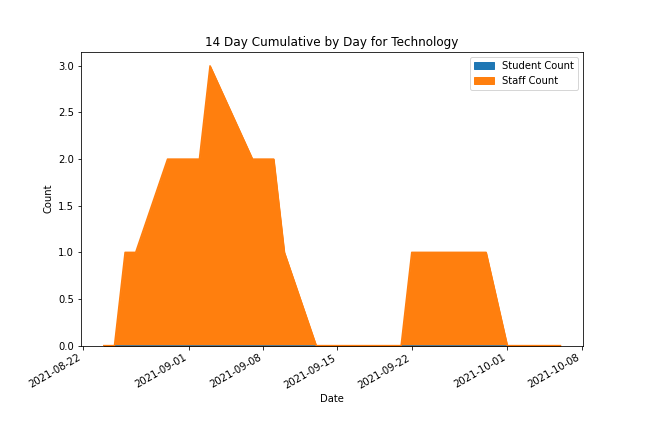 14 Day Cumulative by Day for Technology
Student Count
Staff Count
3.0
2.5
2.0
1.5
1.0
0.5
0.0
Count
2021-08-22
2021-09-01
2021-09-08
2021-09-15
2021-09-22
2021-10-01
2021-10-08
Date